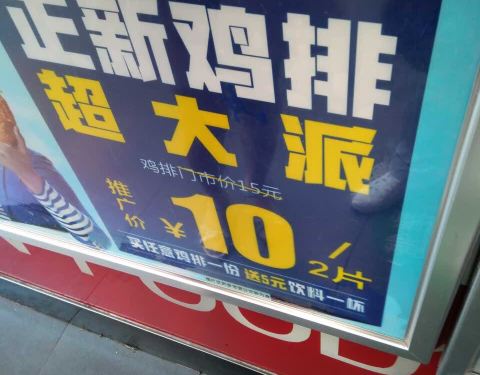 正新鸡排
超大派
鸡排门市价15元
推广价￥10/2片
买任意鸡排一份 送5元饮料一杯
FOOD